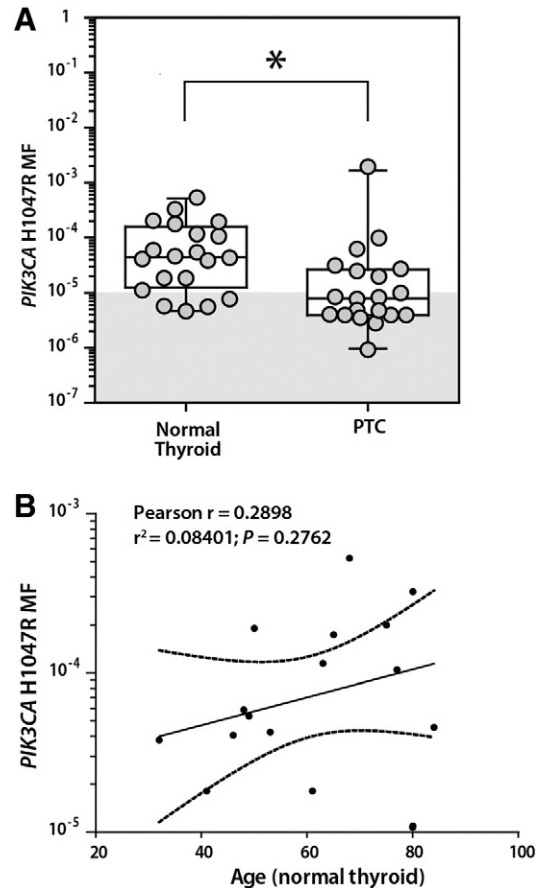 A
1
10⁻¹
10⁻²
10⁻³
10⁻⁴
10⁻⁵
10⁻⁶
10⁻⁷
PIK3CA H1047R MF
*
Normal
Thyroid
PTC
B
Pearson r = 0.2898
r² = 0.08401; P = 0.2762
10⁻³
10⁻⁴
10⁻⁵
PIK3CA H1047R MF
20 40 60 80 100
Age (normal thyroid)